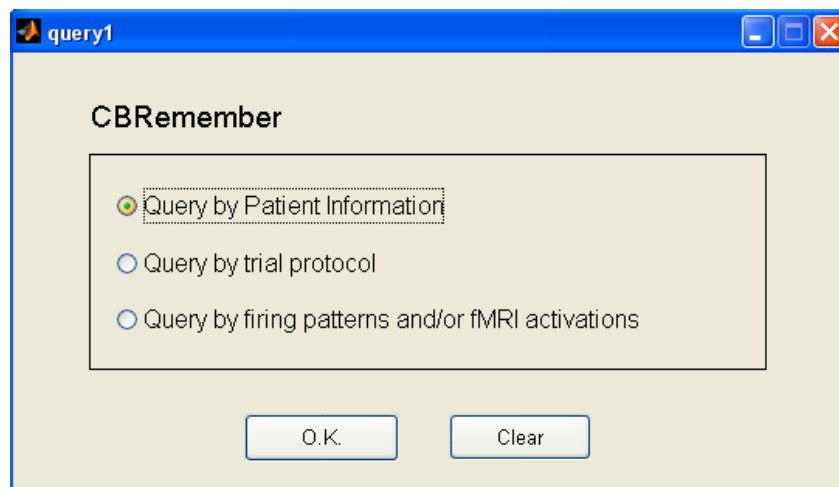 query1
CBRemember
Query by Patient Information
Query by trial protocol
Query by firing patterns and/or fMRI activations
O.K.
Clear